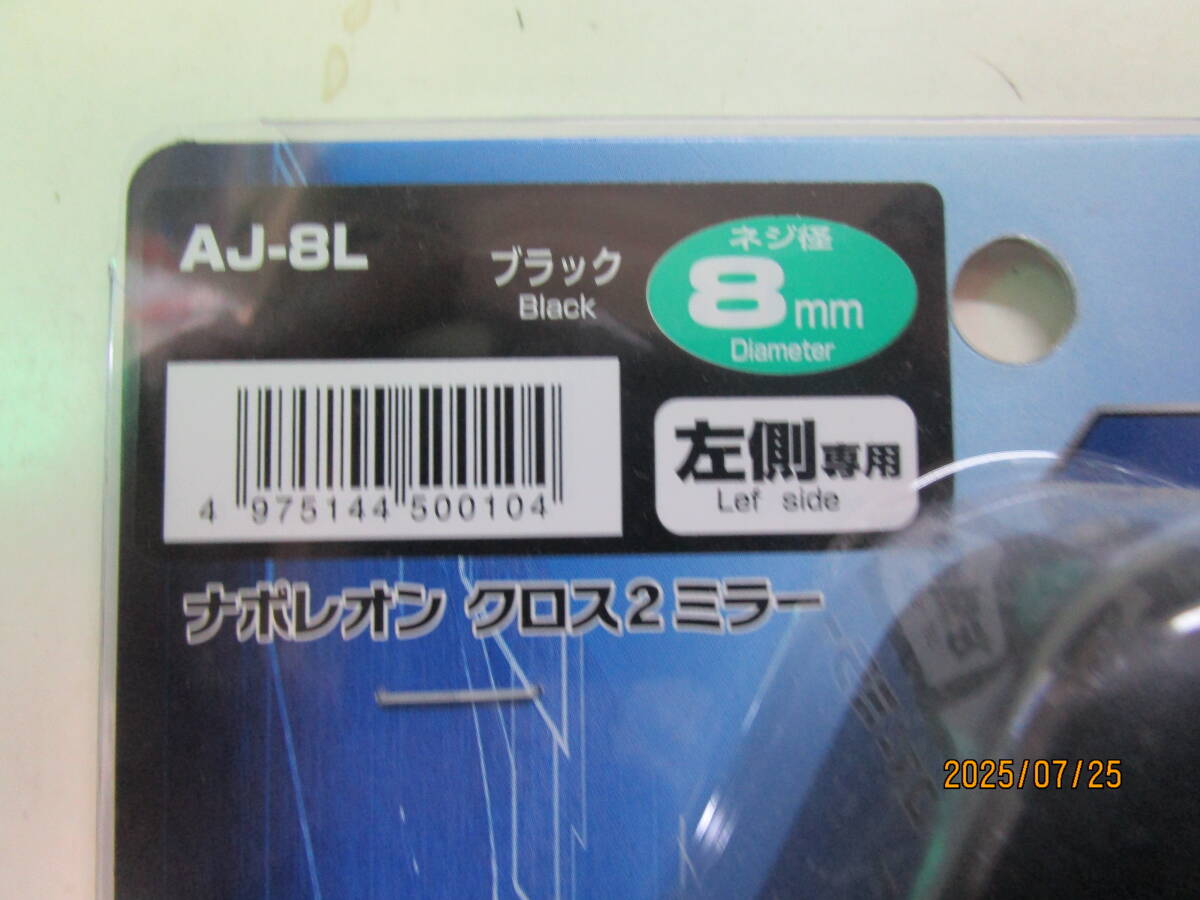 AJ-8L
ブラック
Black
ネジ径
8mm
Diameter
左側専用
Lef side
4 975144 500104
ナポレオン クロス2ミラー
2025/07/25